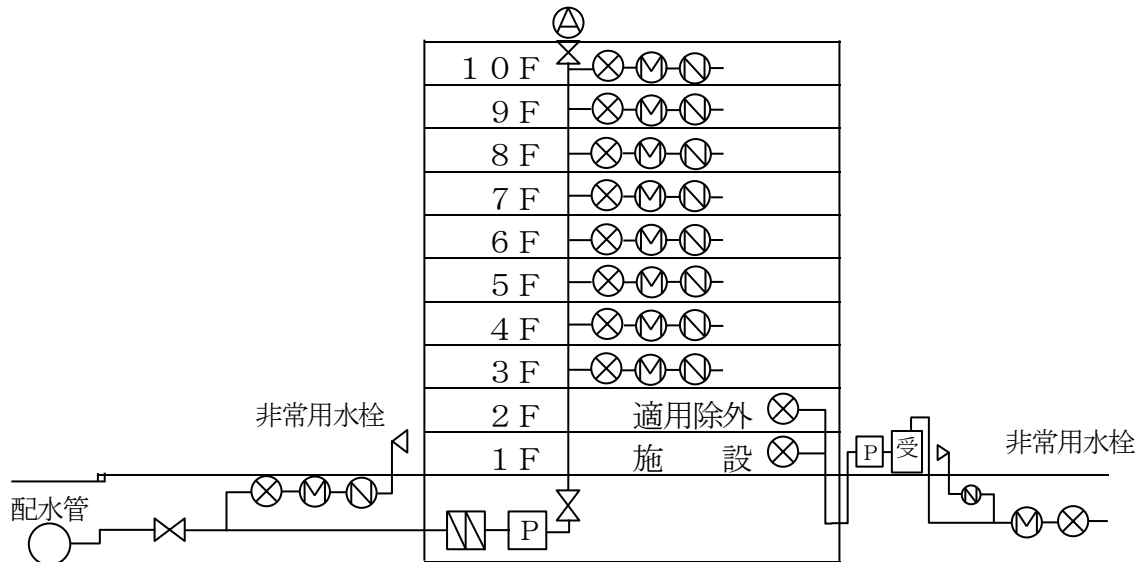 A
10F M N
9F M N
8F M N
7F M N
6F M N
5F M N
4F M N
3F M N
2F 適用除外
1F 施 設
非常用水栓
P 受
非常用水栓
配水管
M N
P
N
M